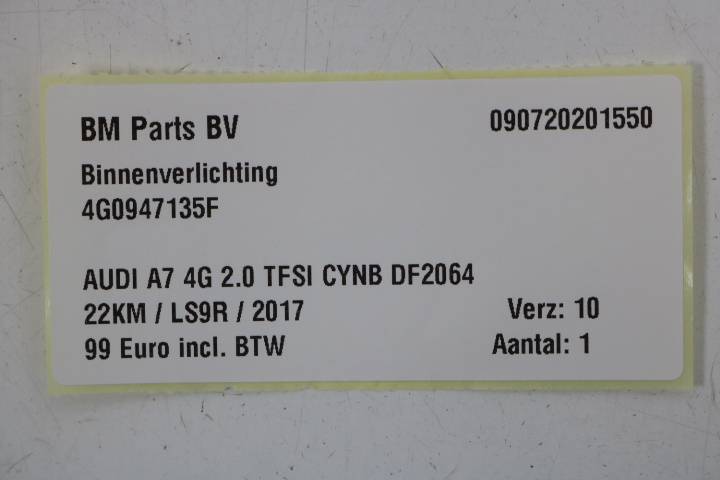 BM Parts BV 090720201550
Binnenverlichting
4G0947135F
AUDI A7 4G 2.0 TFSI CYNB DF2064
22KM / LS9R / 2017 Verz: 10
99 Euro incl. BTW Aantal: 1